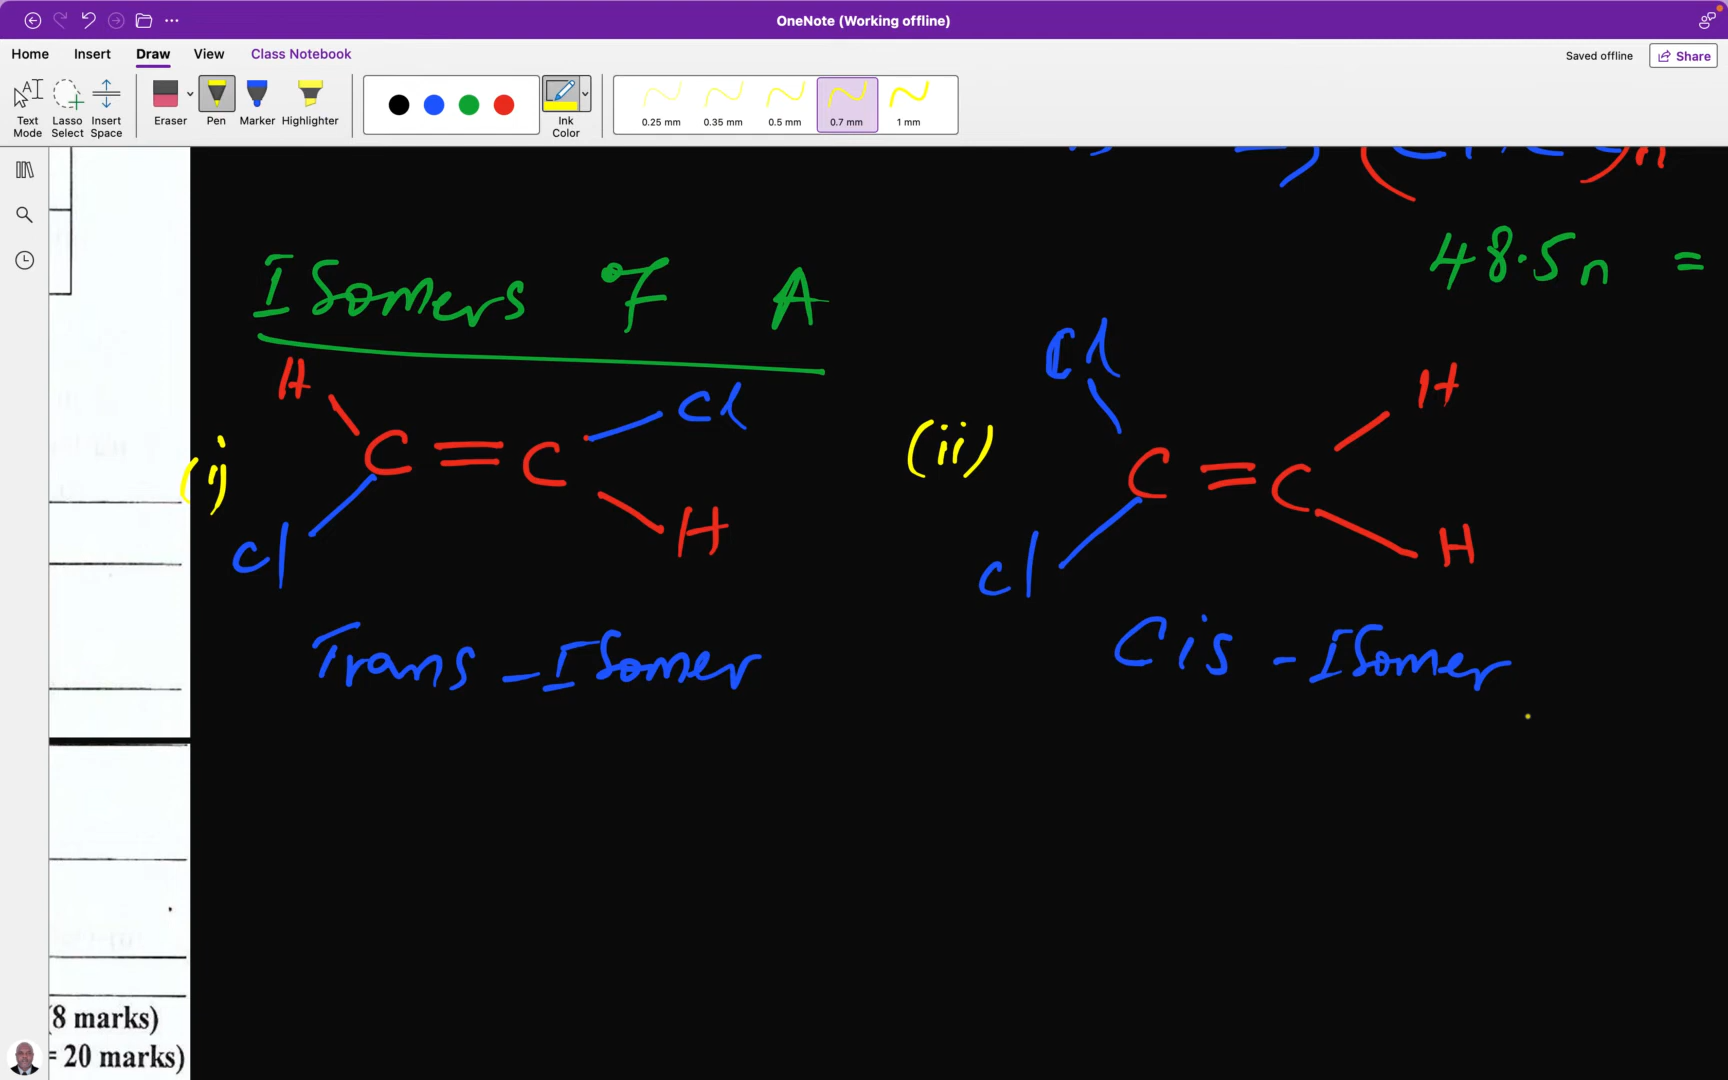 OneNote (Working offline)
Home Insert Draw View Class Notebook
Saved offline Share
Text Mode
Lasso Select
Insert Space
Eraser Pen Marker Highlighter
Ink Color
0.25 mm 0.35 mm 0.5 mm 0.7 mm 1 mm
48.5n =
Isomers of A
H Cl
(i) C = C
Cl H
Trans - Isomer
Cl H
(ii) C = C
Cl H
Cis - Isomer
(8 marks)
= 20 marks)